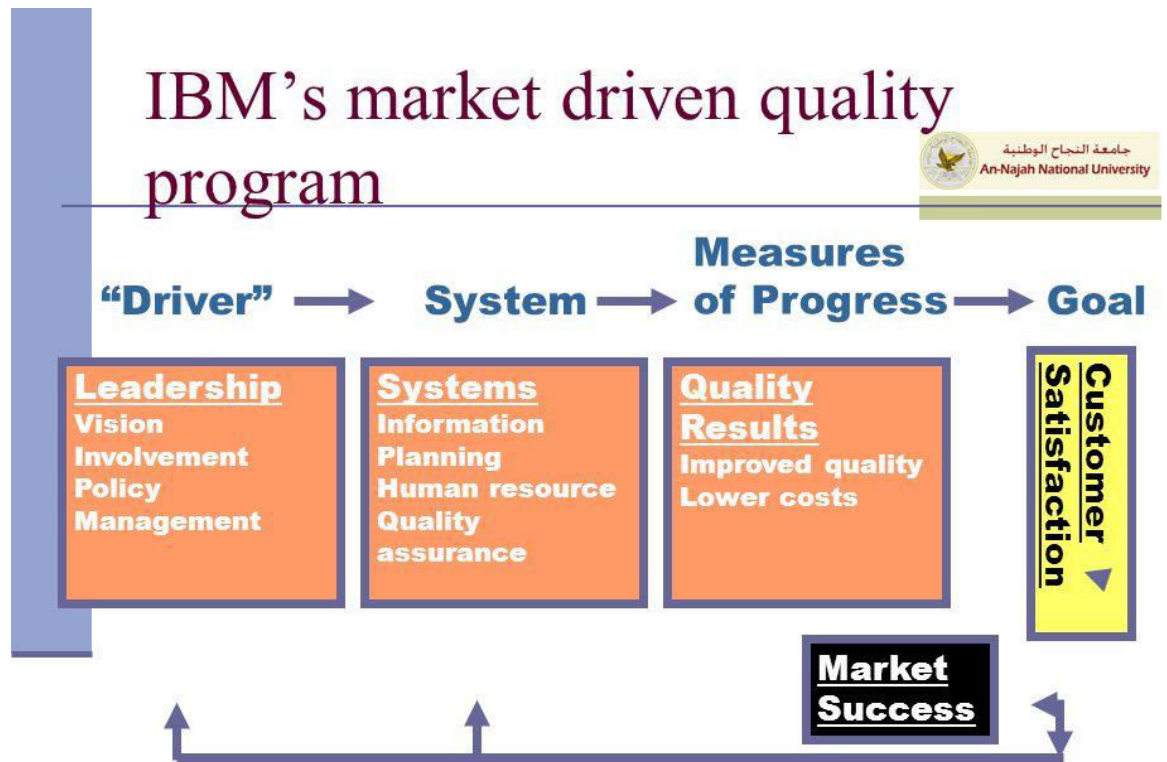 IBM’s market driven quality
program
جامعة النجاح الوطنية
An-Najah National University
“Driver”
System
Measures
of Progress
Goal
Leadership
Vision
Involvement
Policy
Management
Systems
Information
Planning
Human resource
Quality
assurance
Quality
Results
Improved quality
Lower costs
Customer
Satisfaction
Market
Success